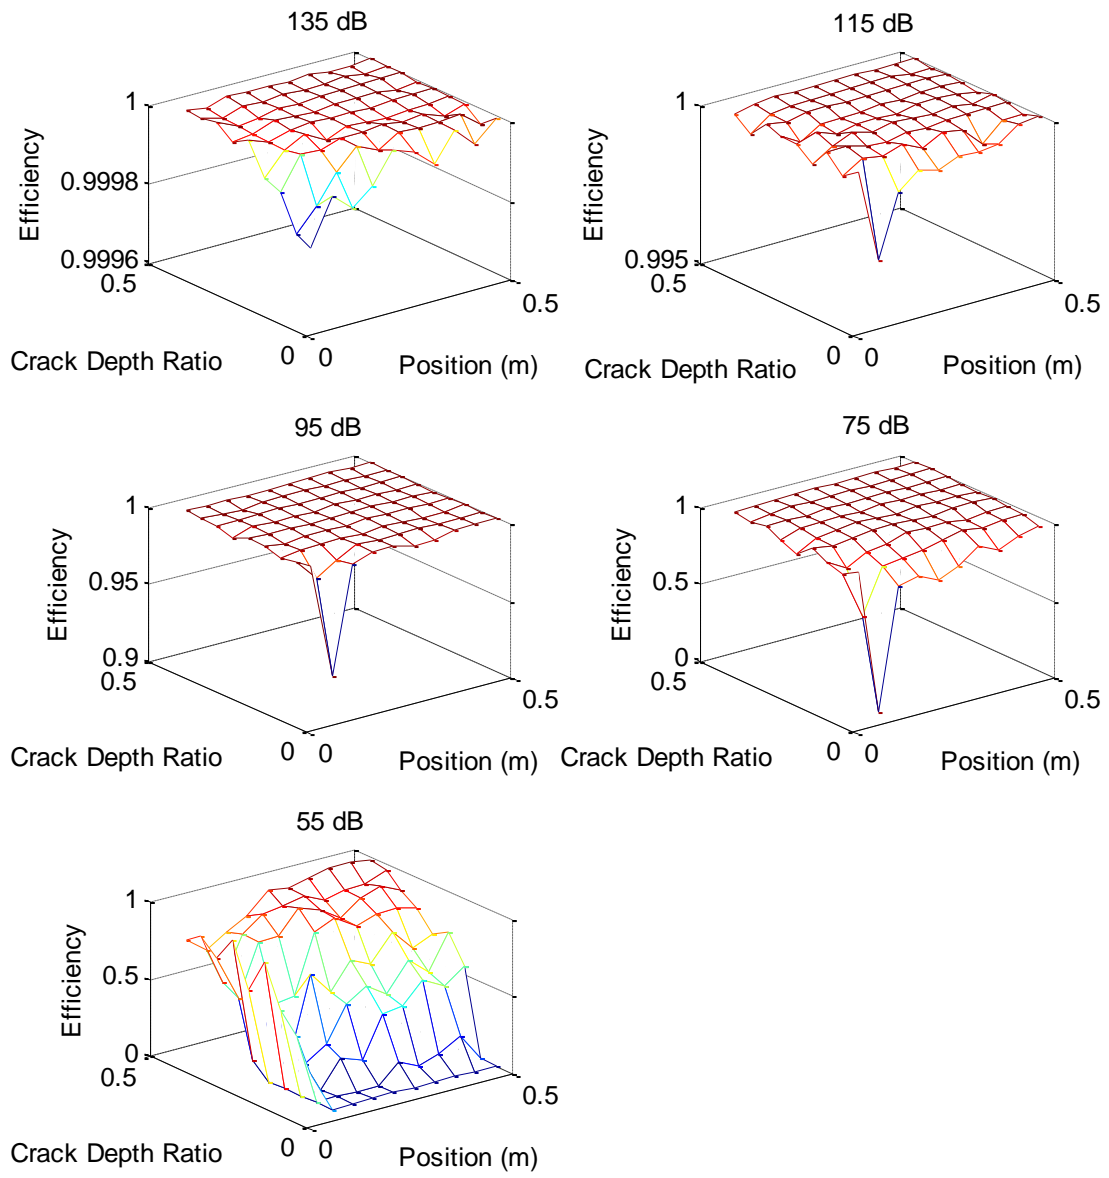 135 dB
1
0.9998
0.9996
0.5
0
0
0.5
Efficiency
Crack Depth Ratio
Position (m)
115 dB
1
0.995
0.5
0
0
0.5
Efficiency
Crack Depth Ratio
Position (m)
95 dB
1
0.95
0.9
0.5
0
0
0.5
Efficiency
Crack Depth Ratio
Position (m)
75 dB
1
0.5
0
0.5
0
0
0.5
Efficiency
Crack Depth Ratio
Position (m)
55 dB
1
0.5
0
0.5
0
0
0.5
Efficiency
Crack Depth Ratio
Position (m)